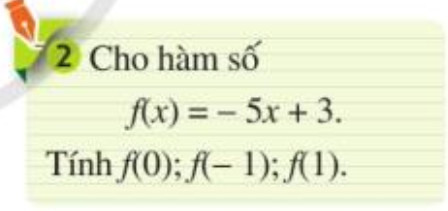 2 Cho hàm số
f(x) = – 5x + 3.
Tính f(0); f(– 1); f(1).